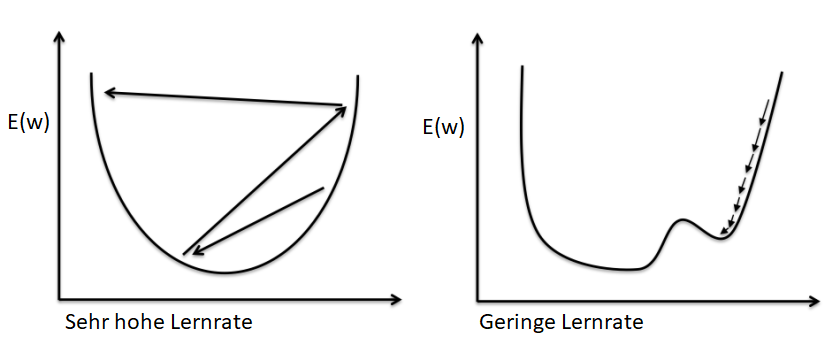 E(w)
Sehr hohe Lernrate
E(w)
Geringe Lernrate